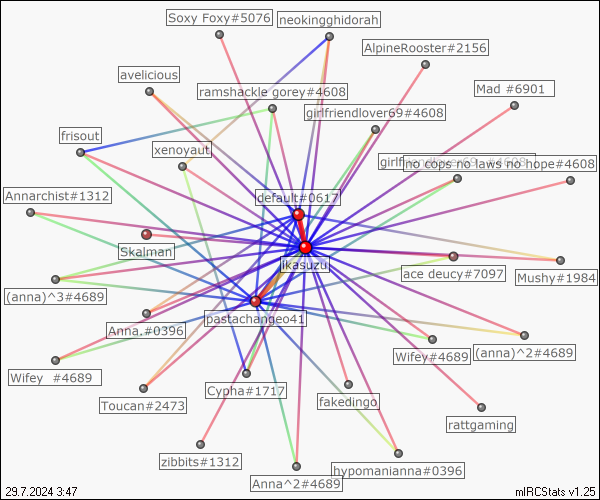 Soxy Foxy#5076
neokingghidorah
AlpineRooster#2156
avelicious
ramshackle gorey#4608
Mad #6901
girlfriendlover69#4608
frisout
xenoyaut
no cops no laws no hope#4608
Annarchist#1312
default#0617
Skalman
ikasuzu
ace deucy#7097
Mushy#1984
(anna)^3#4689
pastachangeo41
Anna.#0396
Wifey#4689
(anna)^2#4689
Wifey #4689
Cypha#1717
fakedingo
Toucan#2473
rattgaming
zibbits#1312
Anna^2#4689
hypomanianna#0396
29.7.2024 3:47
mIRCStats v1.25